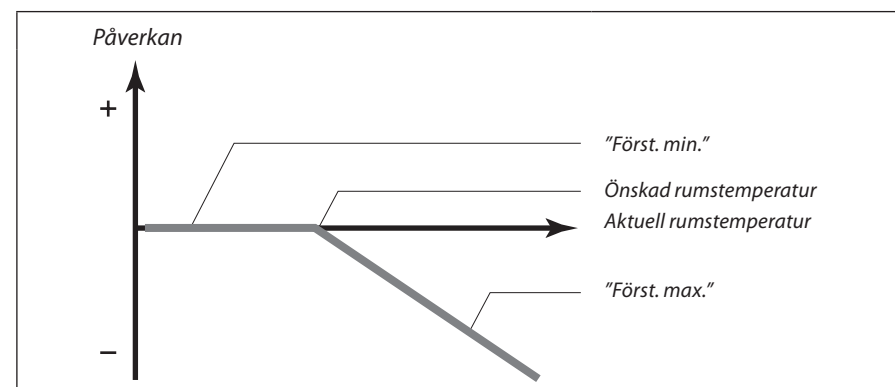 Påverkan
+
”Först. min.”
Önskad rumstemperatur
Aktuell rumstemperatur
”Först. max.”
−